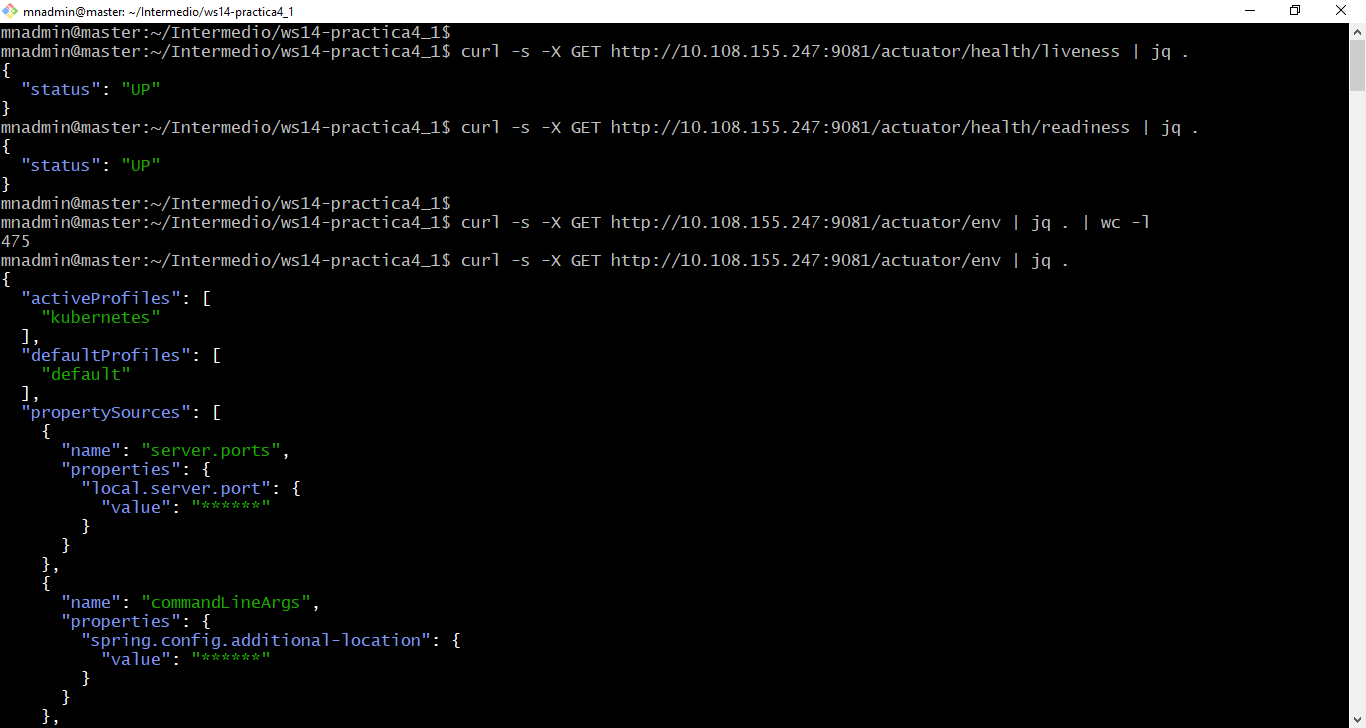 mnadmin@master: ~/Intermedio/ws14-practica4_1
mnadmin@master:~/Intermedio/ws14-practica4_1$
mnadmin@master:~/Intermedio/ws14-practica4_1$ curl -s -X GET http://10.108.155.247:9081/actuator/health/liveness | jq .
{
  "status": "UP"
}
mnadmin@master:~/Intermedio/ws14-practica4_1$ curl -s -X GET http://10.108.155.247:9081/actuator/health/readiness | jq .
{
  "status": "UP"
}
mnadmin@master:~/Intermedio/ws14-practica4_1$
mnadmin@master:~/Intermedio/ws14-practica4_1$ curl -s -X GET http://10.108.155.247:9081/actuator/env | jq . | wc -l
475
mnadmin@master:~/Intermedio/ws14-practica4_1$ curl -s -X GET http://10.108.155.247:9081/actuator/env | jq .
{
  "activeProfiles": [
    "kubernetes"
  ],
  "defaultProfiles": [
    "default"
  ],
  "propertySources": [
    {
      "name": "server.ports",
      "properties": {
        "local.server.port": {
          "value": "******"
        }
      }
    },
    {
      "name": "commandLineArgs",
      "properties": {
        "spring.config.additional-location": {
          "value": "******"
        }
      }
    },